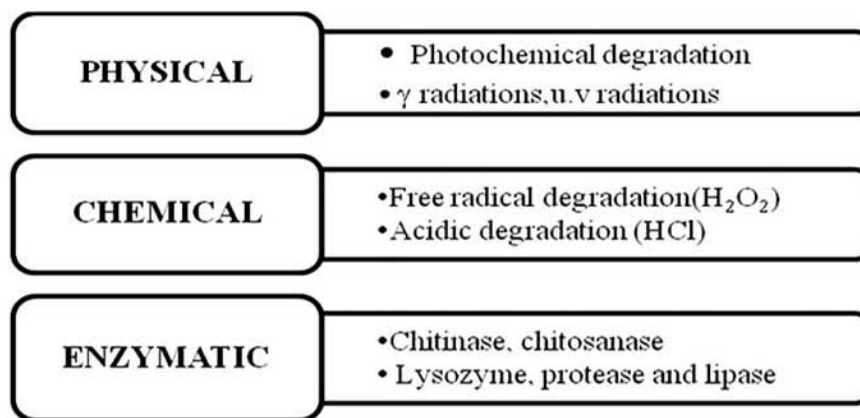 PHYSICAL
• Photochemical degradation
• γ radiations,u.v radiations
CHEMICAL
•Free radical degradation(H₂O₂)
•Acidic degradation (HCl)
ENZYMATIC
•Chitinase, chitosanase
• Lysozyme, protease and lipase